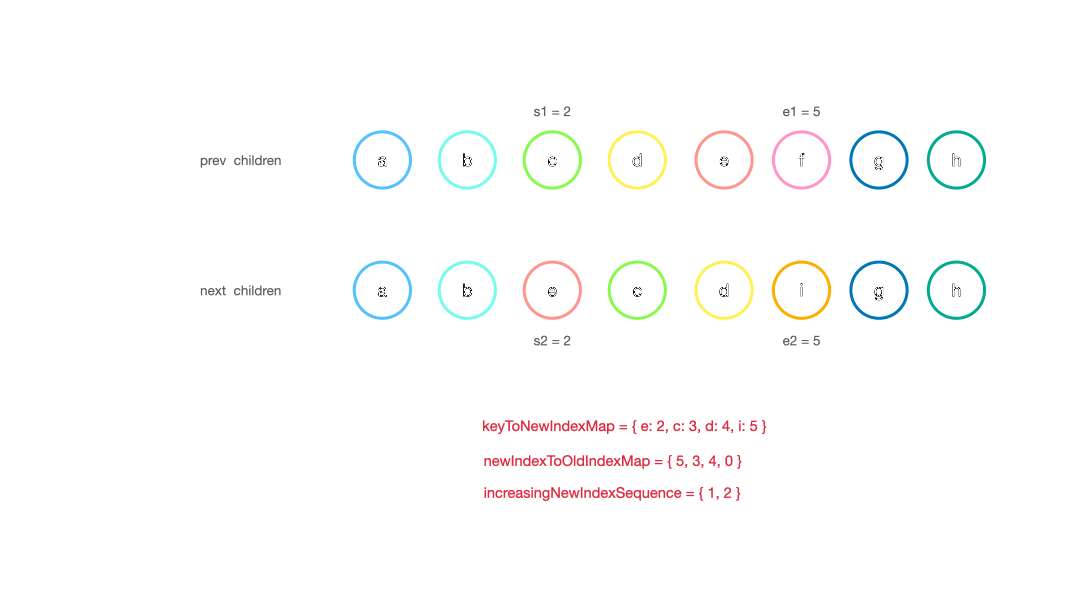 s1 = 2 e1 = 5
prev children a b c d e f g h
next children a b e c d i g h
s2 = 2 e2 = 5
keyToNewIndexMap = { e: 2, c: 3, d: 4, i: 5 }
newIndexToOldIndexMap = { 5, 3, 4, 0 }
increasingNewIndexSequence = { 1, 2 }